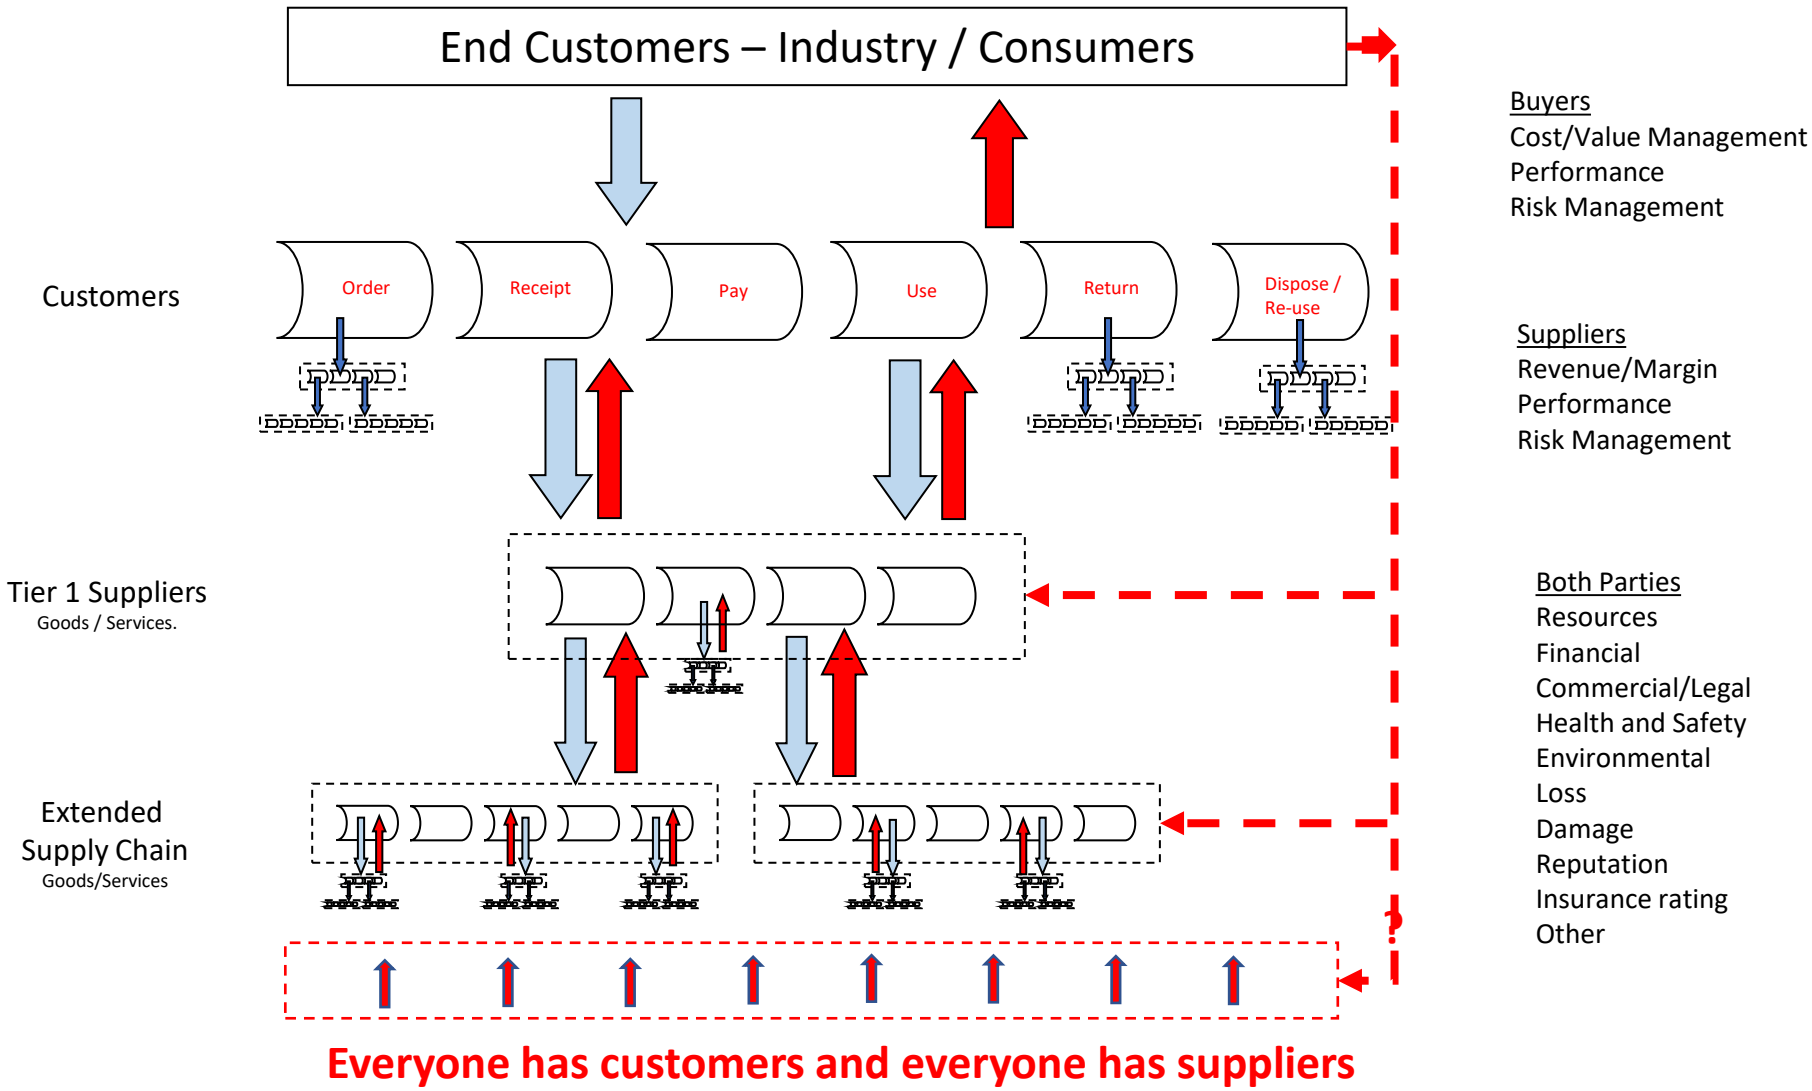 End Customers – Industry / Consumers
Buyers
Cost/Value Management
Performance
Risk Management
Customers
Order
Receipt
Pay
Use
Return
Dispose /
Re-use
Suppliers
Revenue/Margin
Performance
Risk Management
Tier 1 Suppliers
Goods / Services.
Both Parties
Resources
Financial
Commercial/Legal
Health and Safety
Environmental
Loss
Damage
Reputation
Insurance rating
Other
Extended
Supply Chain
Goods/Services
?
Everyone has customers and everyone has suppliers